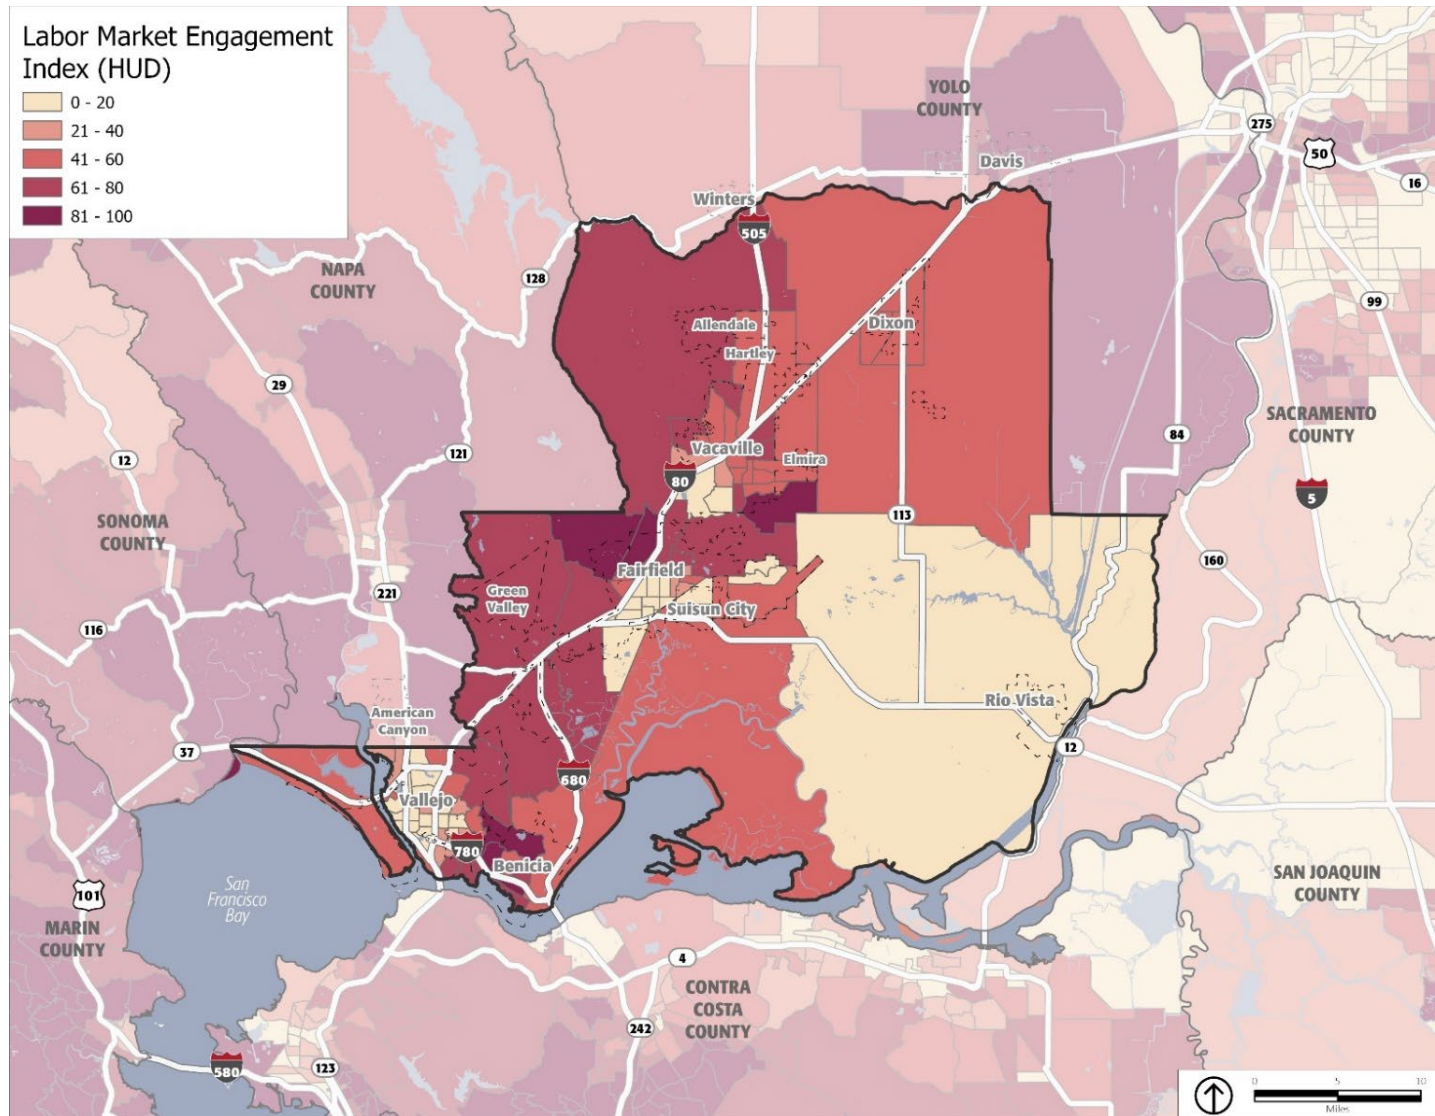 Labor Market Engagement
Index (HUD)
0 - 20
21 - 40
41 - 60
61 - 80
81 - 100
YOLO
COUNTY
275
50
Davis
16
Winters
505
NAPA
COUNTY
128
99
Allendale
Dixon
Hartley
29
SACRAMENTO
COUNTY
84
12
121
Vacaville
Elmira
80
5
SONOMA
COUNTY
113
160
Fairfield
221
Green
Valley
Suisun City
116
Rio Vista
American
Canyon
37
12
680
Vallejo
780
Benicia
San
Francisco
Bay
101
SAN JOAQUIN
COUNTY
MARIN
COUNTY
4
CONTRA
COSTA
COUNTY
242
580
123
0 5 10
Miles